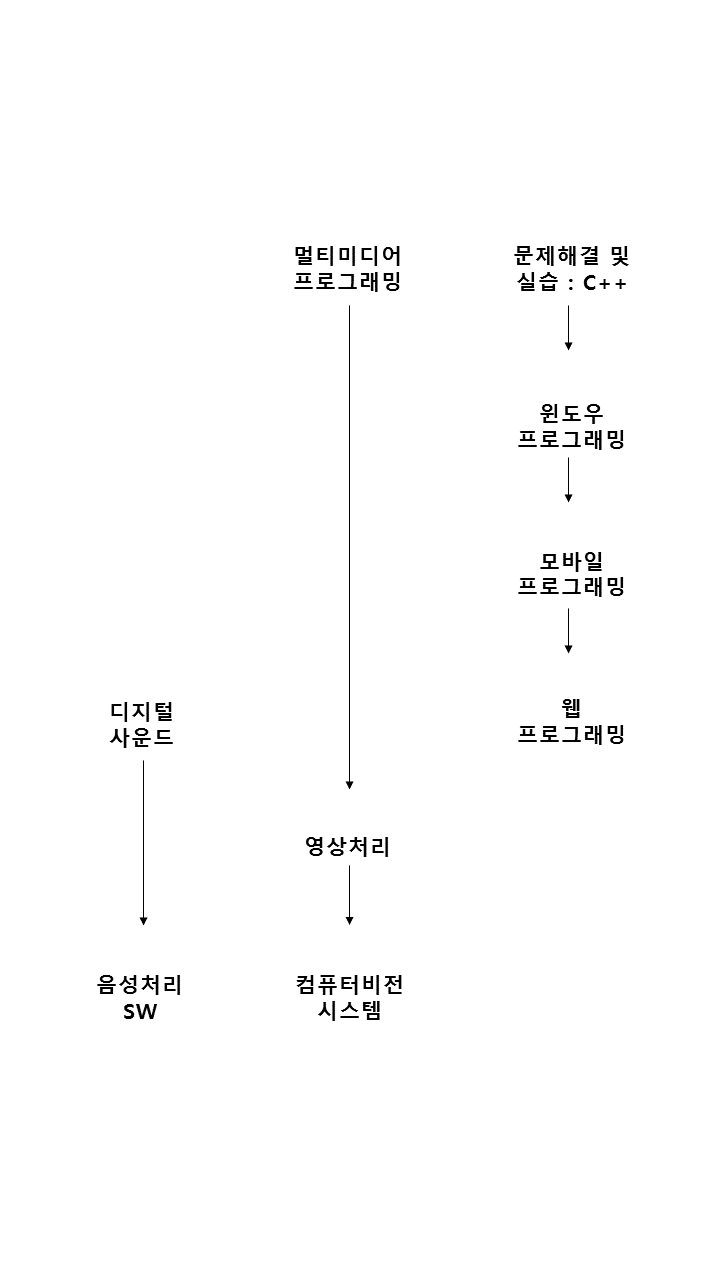 멀티미디어
프로그래밍
문제해결 및
실습 : C++
윈도우
프로그래밍
모바일
프로그래밍
디지털
사운드
웹
프로그래밍
영상처리
음성처리
SW
컴퓨터비전
시스템